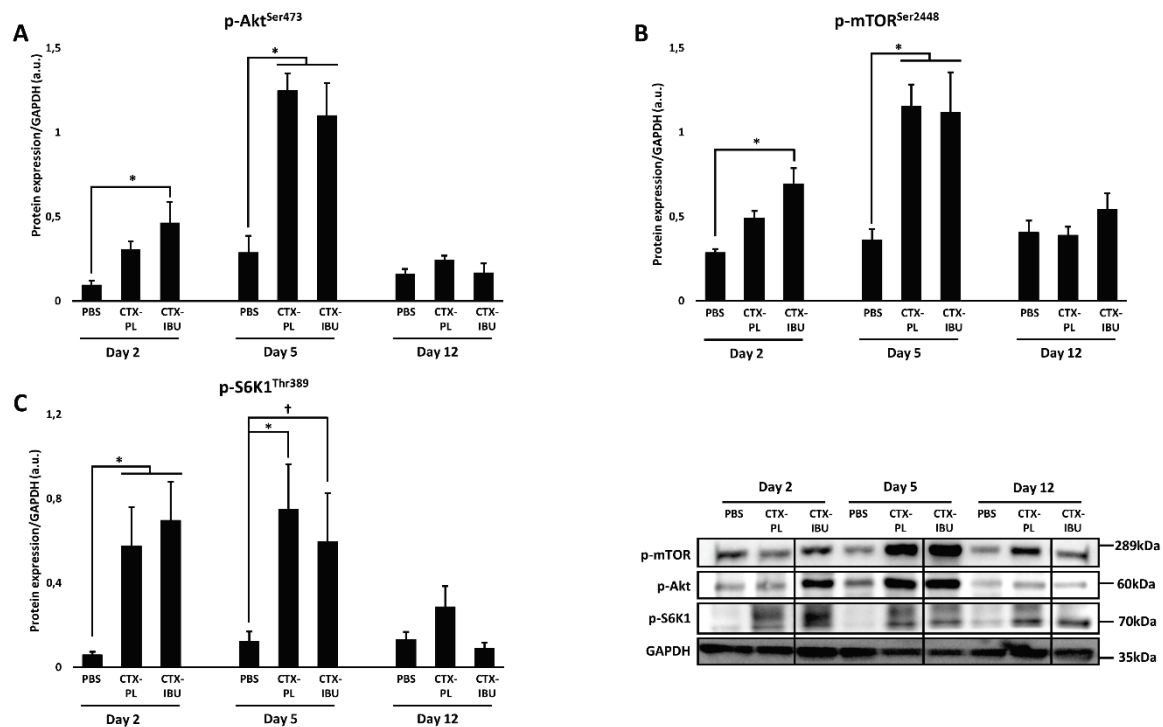 A
p-Akt^Ser473
Protein expression/GAPDH (a.u.)
1,5
1
0,5
0
*
*
PBS CTX-PL CTX-IBU PBS CTX-PL CTX-IBU PBS CTX-PL CTX-IBU
Day 2 Day 5 Day 12
B
p-mTOR^Ser2448
Protein expression/GAPDH (a.u.)
1,5
1
0,5
0
*
*
PBS CTX-PL CTX-IBU PBS CTX-PL CTX-IBU PBS CTX-PL CTX-IBU
Day 2 Day 5 Day 12
C
p-S6K1^Thr389
Protein expression/GAPDH (a.u.)
1,2
0,8
0,4
0
*
†
*
PBS CTX-PL CTX-IBU PBS CTX-PL CTX-IBU PBS CTX-PL CTX-IBU
Day 2 Day 5 Day 12
Day 2 Day 5 Day 12
PBS CTX-PL CTX-IBU PBS CTX-PL CTX-IBU PBS CTX-PL CTX-IBU
p-mTOR 289kDa
p-Akt 60kDa
p-S6K1 70kDa
GAPDH 35kDa